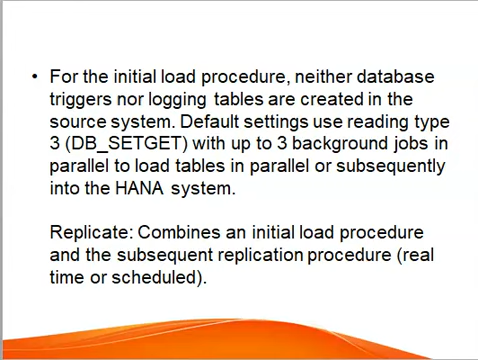 • For the initial load procedure, neither database
triggers nor logging tables are created in the
source system. Default settings use reading type
3 (DB_SETGET) with up to 3 background jobs in
parallel to load tables in parallel or subsequently
into the HANA system.
Replicate: Combines an initial load procedure
and the subsequent replication procedure (real
time or scheduled).